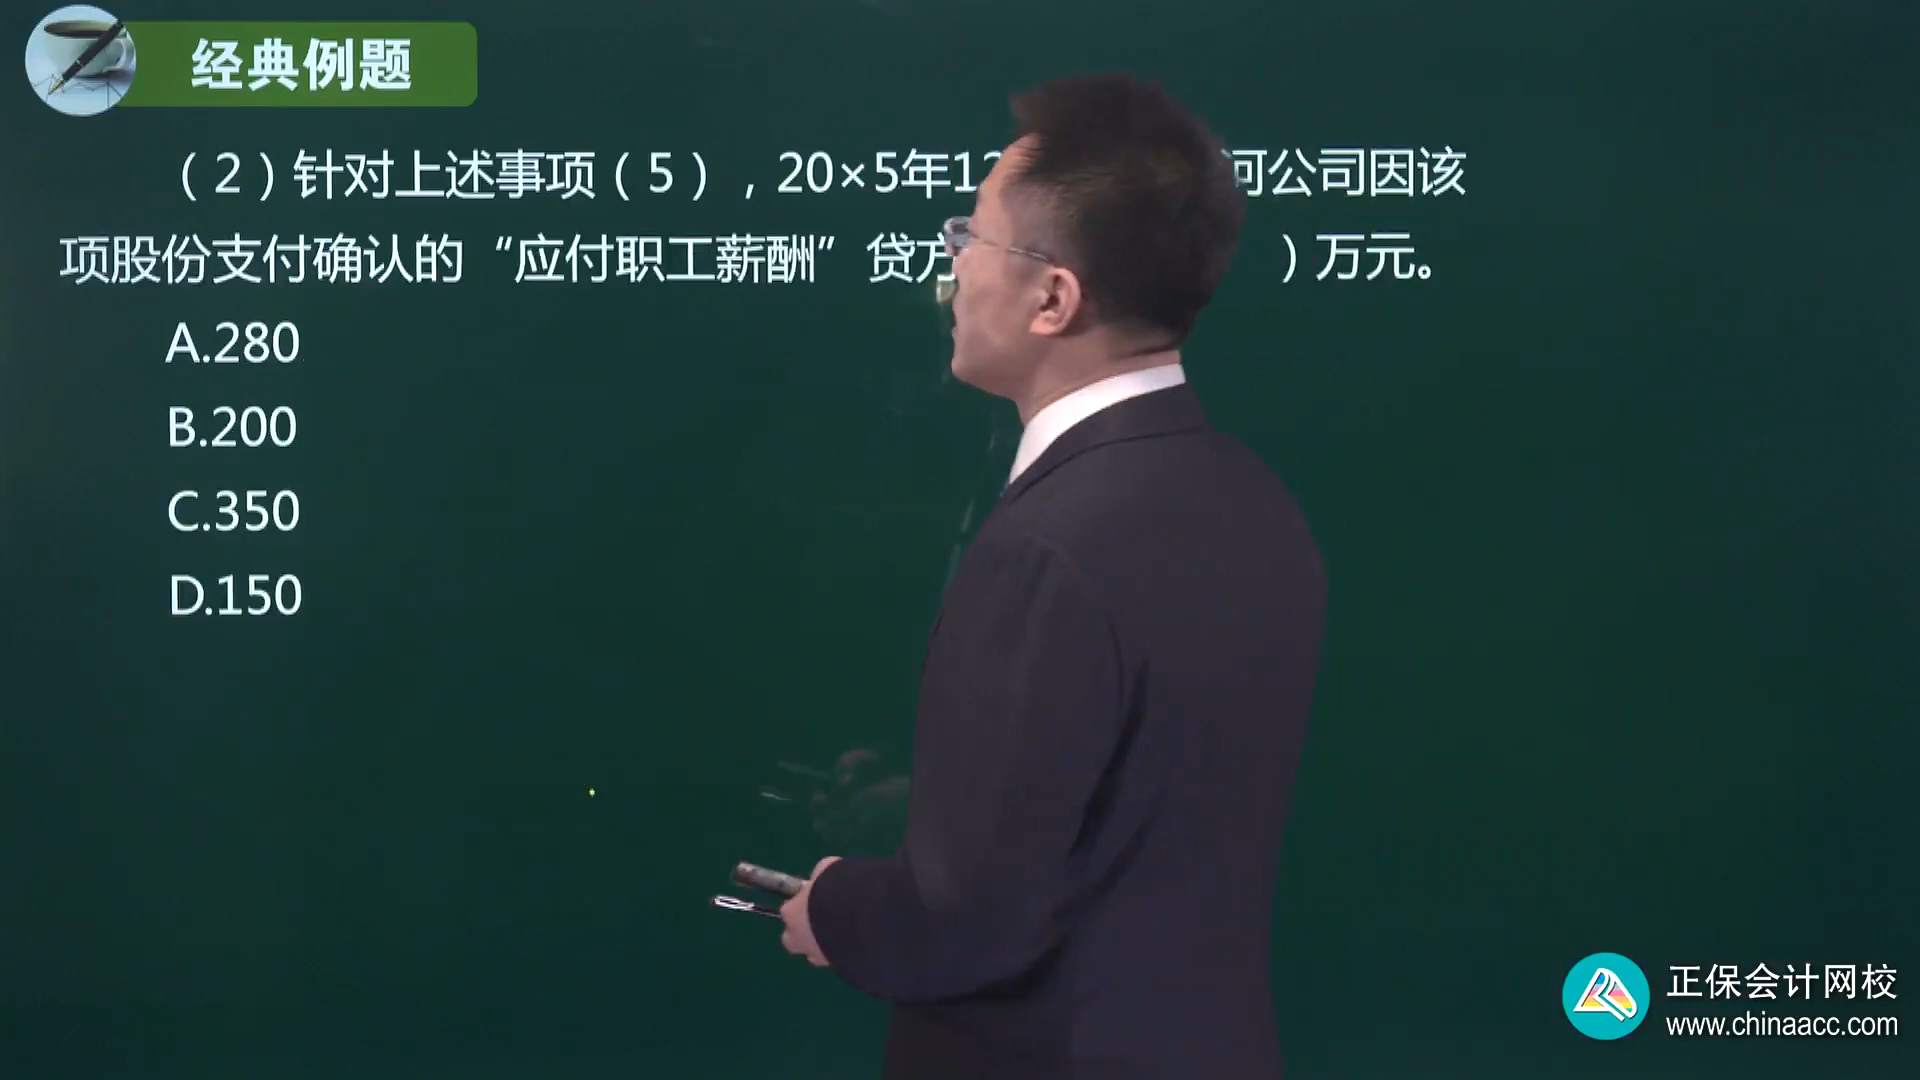 经典例题
（2）针对上述事项（5），20×5年12 河公司因该
项股份支付确认的“应付职工薪酬”贷方 ）万元。
A.280
B.200
C.350
D.150
正保会计网校
www.chinaacc.com